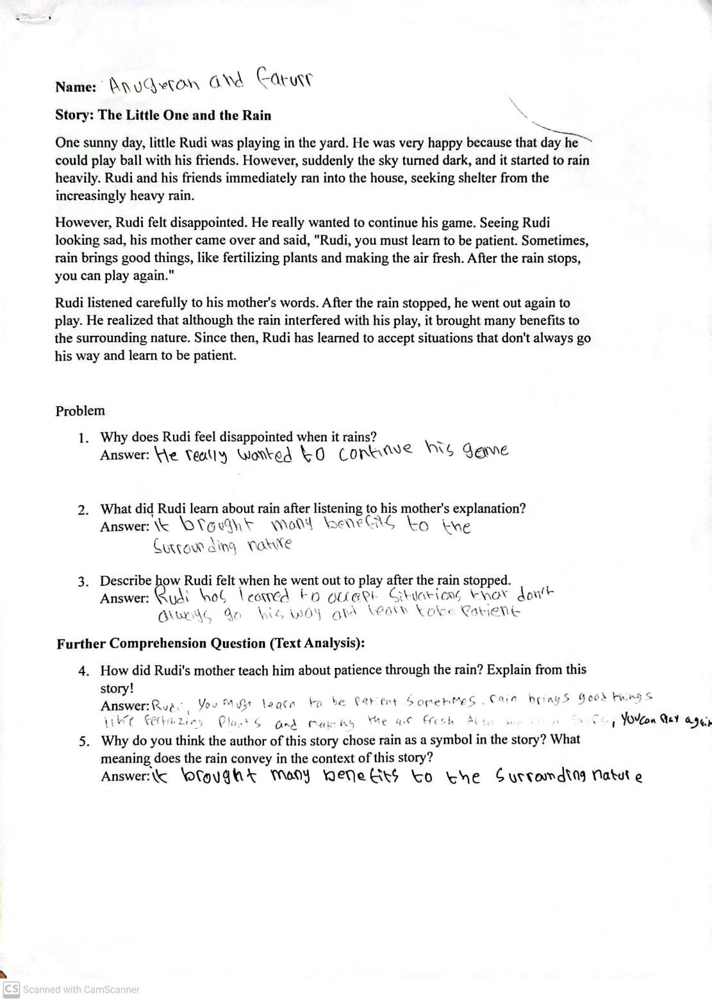 Name: Anugerah and Faturr
Story: The Little One and the Rain
One sunny day, little Rudi was playing in the yard. He was very happy because that day he
could play ball with his friends. However, suddenly the sky turned dark, and it started to rain
heavily. Rudi and his friends immediately ran into the house, seeking shelter from the
increasingly heavy rain.
However, Rudi felt disappointed. He really wanted to continue his game. Seeing Rudi
looking sad, his mother came over and said, "Rudi, you must learn to be patient. Sometimes,
rain brings good things, like fertilizing plants and making the air fresh. After the rain stops,
you can play again."
Rudi listened carefully to his mother's words. After the rain stopped, he went out again to
play. He realized that although the rain interfered with his play, it brought many benefits to
the surrounding nature. Since then, Rudi has learned to accept situations that don't always go
his way and learn to be patient.
Problem
1. Why does Rudi feel disappointed when it rains?
Answer: He really wanted to continue his game
2. What did Rudi learn about rain after listening to his mother's explanation?
Answer: it brought many benefits to the
surrounding nature
3. Describe how Rudi felt when he went out to play after the rain stopped.
Answer: Rudi has learned to accept situations that don't
always go his way and learn to be patient
Further Comprehension Question (Text Analysis):
4. How did Rudi's mother teach him about patience through the rain? Explain from this
story!
Answer: Rudi, you must learn to be patient sometimes, rain brings good things
like fertilizing plants and making the air fresh After rain, you can play again
5. Why do you think the author of this story chose rain as a symbol in the story? What
meaning does the rain convey in the context of this story?
Answer: it brought many benefits to the surrounding nature
CS Scanned with CamScanner